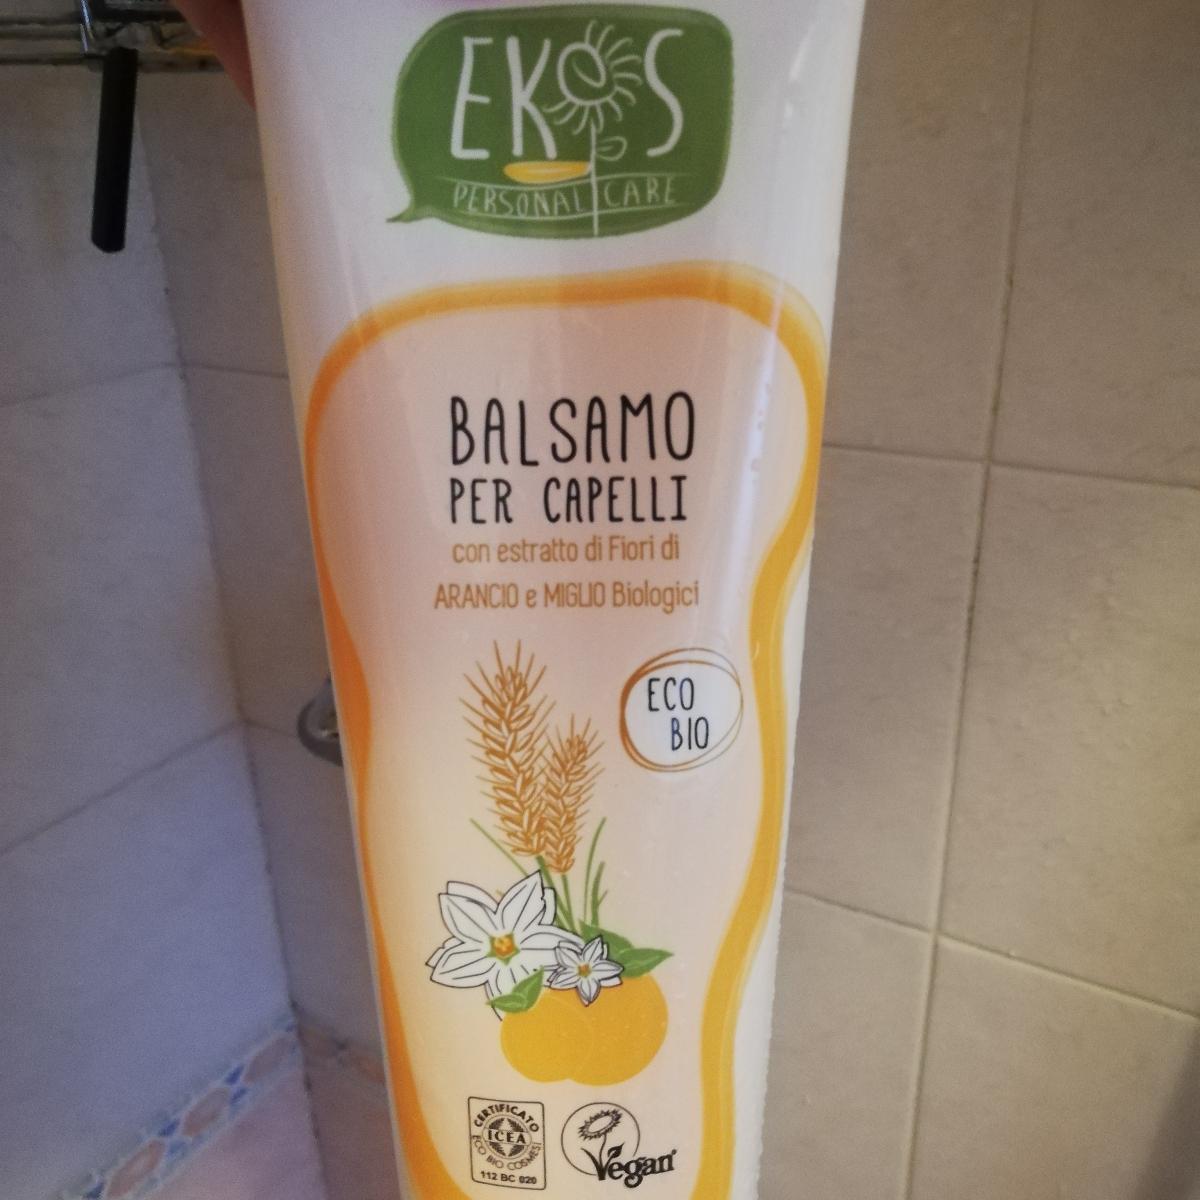 EKOS
PERSONAL CARE
BALSAMO
PER CAPELLI
con estratto di Fiori di
ARANCIO e MIGLIO Biologici
ECO
BIO
CERTIFICATO
ICEA
ECO BIO COSMESI
112 BC 020
Vegan